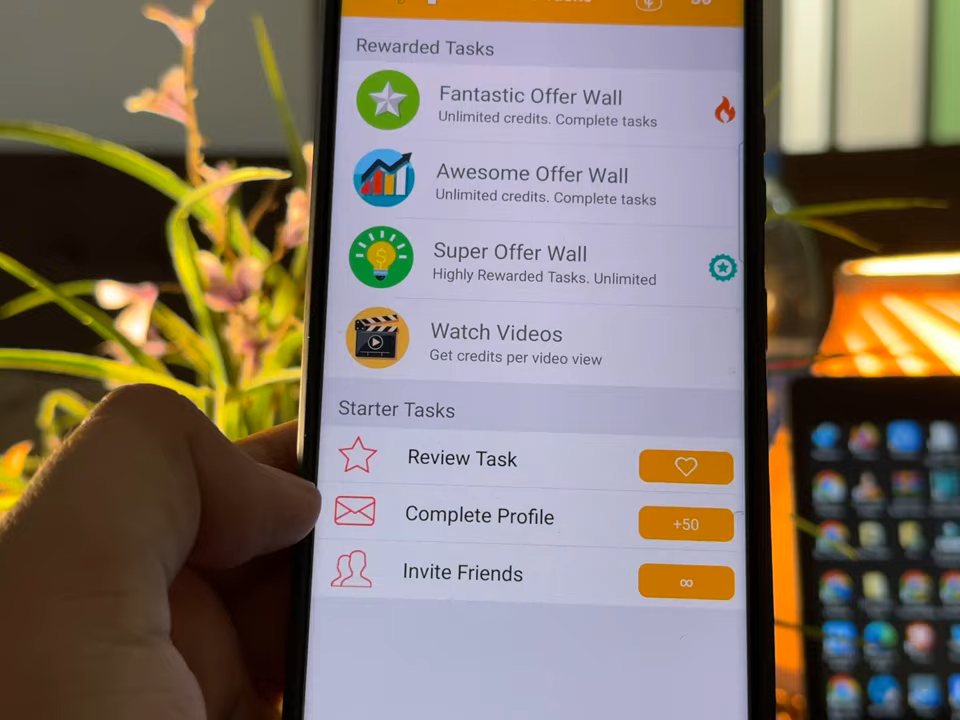 Rewarded Tasks
Fantastic Offer Wall
Unlimited credits. Complete tasks
Awesome Offer Wall
Unlimited credits. Complete tasks
Super Offer Wall
Highly Rewarded Tasks. Unlimited
Watch Videos
Get credits per video view
Starter Tasks
Review Task
Complete Profile
+50
Invite Friends
∞